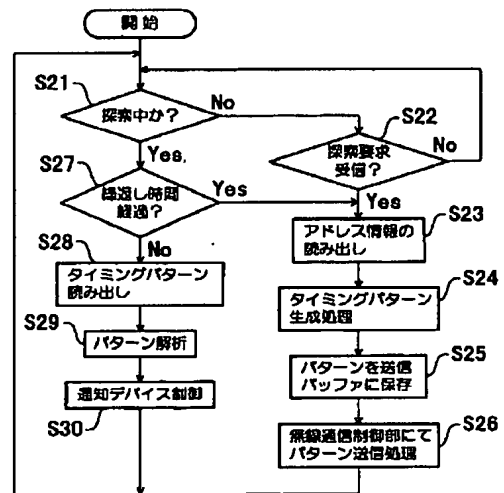 開始
S21
探索中か?
No
S22
探索要求
受信?
No
Yes,
S27
繰返し時間
経過?
Yes
Yes
No
S23
アドレス情報の
読み出し
S28
タイミングパターン
読み出し
S24
タイミングパターン
生成処理
S29
パターン解析
S25
パターンを送信
バッファに保存
通知デバイス制御
S30
S26
無線通信制御部にて
パターン送信処理